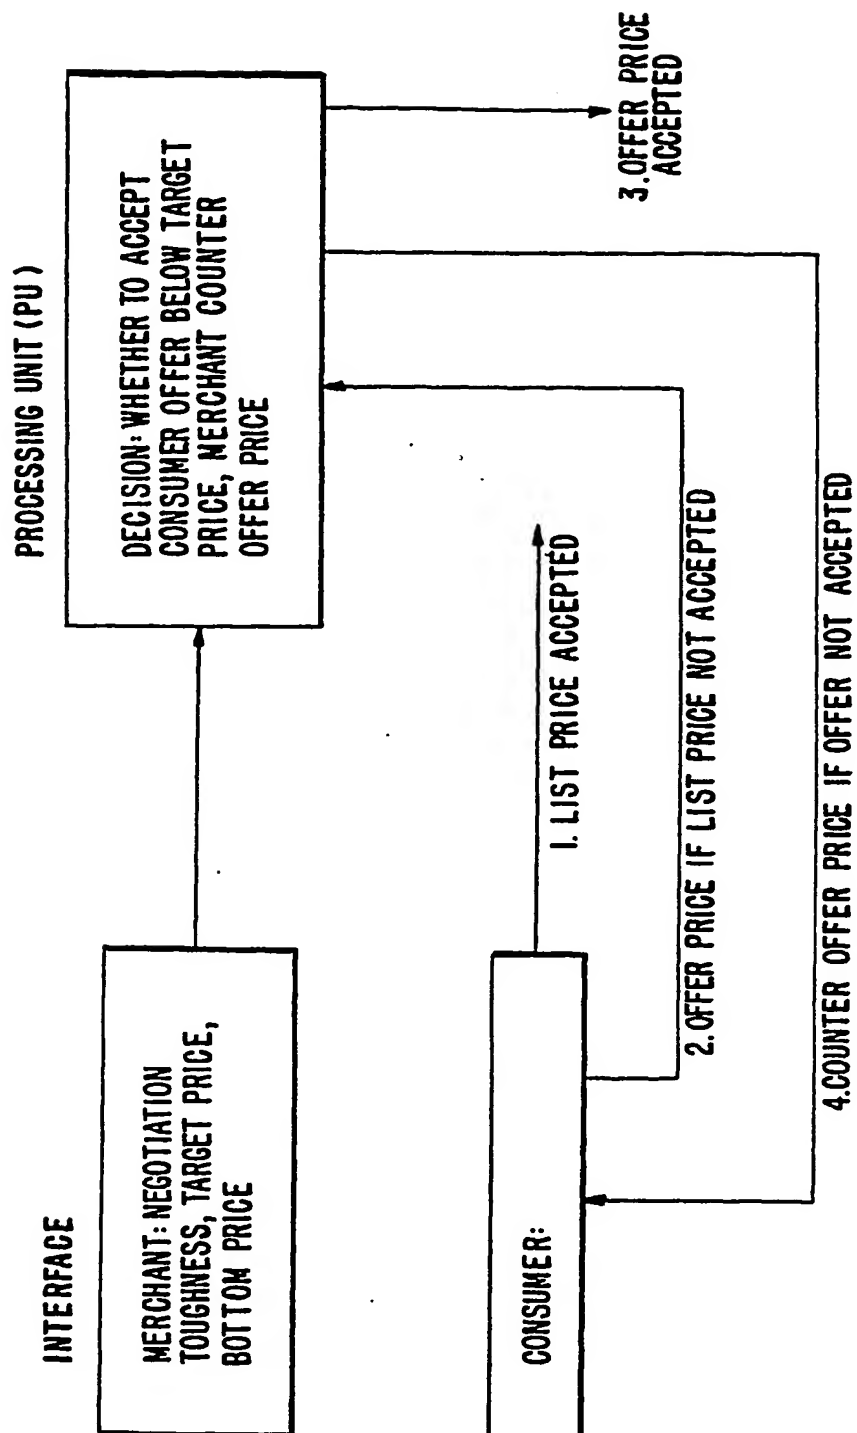 INTERFACE
MERCHANT: NEGOTIATION
TOUGHNESS, TARGET PRICE,
BOTTOM PRICE
PROCESSING UNIT (PU)
DECISION: WHETHER TO ACCEPT
CONSUMER OFFER BELOW TARGET
PRICE, MERCHANT COUNTER
OFFER PRICE
CONSUMER:
1. LIST PRICE ACCEPTED
2. OFFER PRICE IF LIST PRICE NOT ACCEPTED
3. OFFER PRICE
ACCEPTED
4. COUNTER OFFER PRICE IF OFFER NOT ACCEPTED